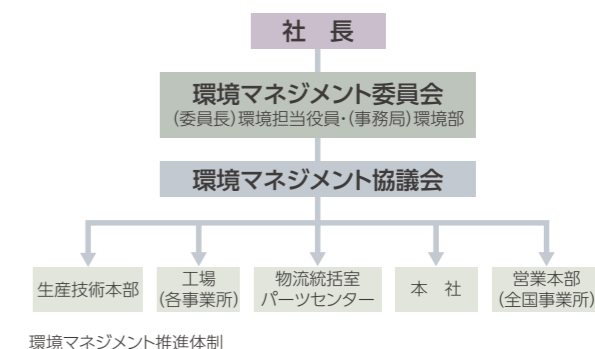 社　長
環境マネジメント委員会
(委員長)環境担当役員・(事務局)環境部
環境マネジメント協議会
生産技術本部
工場
(各事業所)
物流統括室
パーツセンター
本　社
営業本部
(全国事業所)
環境マネジメント推進体制